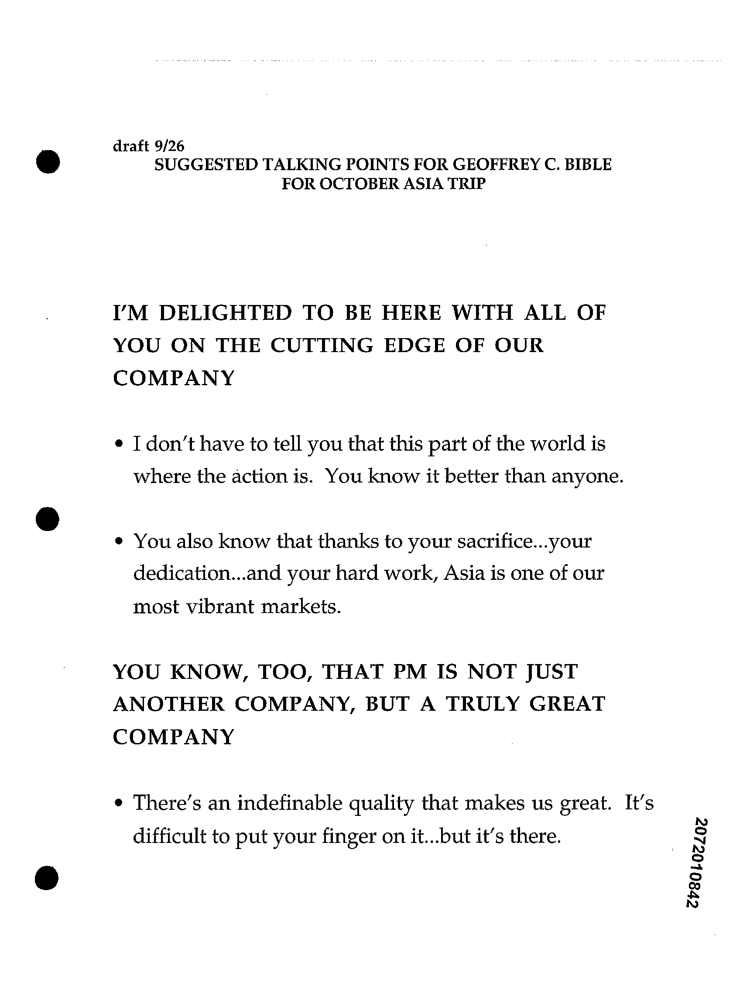 draft 9/26
SUGGESTED TALKING POINTS FOR GEOFFREY C. BIBLE
FOR OCTOBER ASIA TRIP
I'M DELIGHTED TO BE HERE WITH ALL OF
YOU ON THE CUTTING EDGE OF OUR
COMPANY
• I don't have to tell you that this part of the world is
where the action is.  You know it better than anyone.
• You also know that thanks to your sacrifice...your
dedication...and your hard work, Asia is one of our
most vibrant markets.
YOU KNOW, TOO, THAT PM IS NOT JUST
ANOTHER COMPANY, BUT A TRULY GREAT
COMPANY
• There's an indefinable quality that makes us great.  It's
difficult to put your finger on it...but it's there.
2072010842